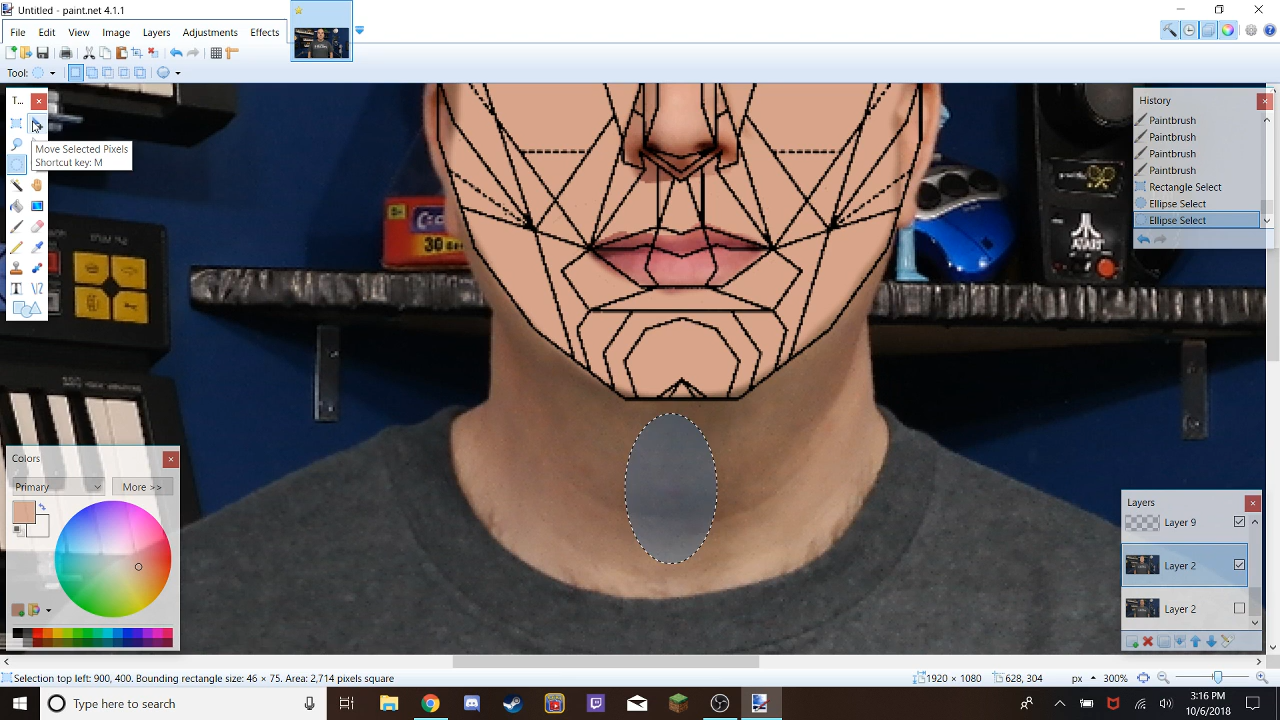 Untitled - paint.net 4.1.1
File Edit View Image Layers Adjustments Effects
Tool:
T...
Move Selected Pixels
Shortcut key: M
History
Paintbrush
Paintbrush
Paintbrush
Paintbrush
Rectangle Select
Ellipse Select
Ellipse Select
ATARI
30
Colors
Primary
More >>
Layers
Layer 9
Layer 2
Layer 2
Selection top left: 900, 400. Bounding rectangle size: 46 × 75. Area: 2,714 pixels square
1920 × 1080
628, 304
px
300%
Type here to search
3:16 PM
10/6/2018